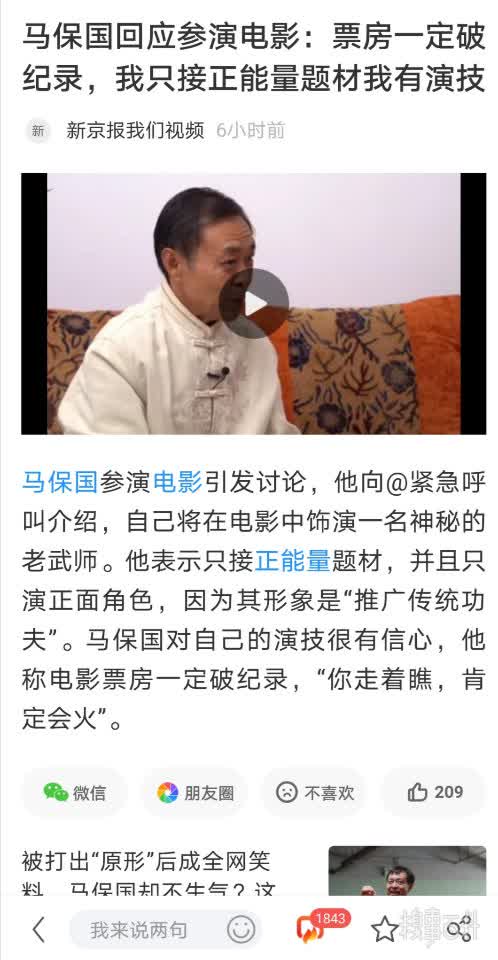 马保国回应参演电影：票房一定破
纪录，我只接正能量题材我有演技
新
新京报我们视频 6小时前
马保国参演电影引发讨论，他向@紧急呼
叫介绍，自己将在电影中饰演一名神秘的
老武师。他表示只接正能量题材，并且只
演正面角色，因为其形象是“推广传统功
夫”。马保国对自己的演技很有信心，他
称电影票房一定破纪录，“你走着瞧，肯
定会火”。
微信 朋友圈 不喜欢 209
被打出“原形”后成全网笑
料，马保国却不生气？这
我来说两句 1843